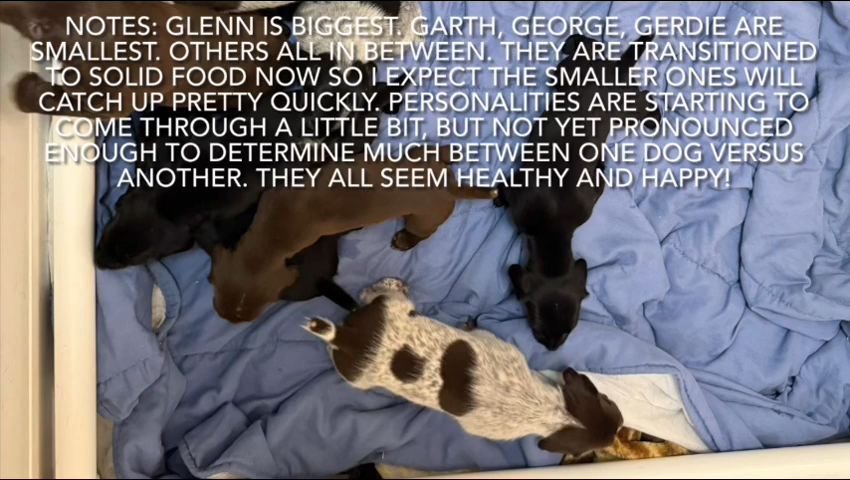 NOTES: GLENN IS BIGGEST. GARTH, GEORGE, GERDIE ARE
SMALLEST. OTHERS ALL IN BETWEEN. THEY ARE TRANSITIONED
TO SOLID FOOD NOW SO I EXPECT THE SMALLER ONES WILL
CATCH UP PRETTY QUICKLY. PERSONALITIES ARE STARTING TO
COME THROUGH A LITTLE BIT, BUT NOT YET PRONOUNCED
ENOUGH TO DETERMINE MUCH BETWEEN ONE DOG VERSUS
ANOTHER. THEY ALL SEEM HEALTHY AND HAPPY!